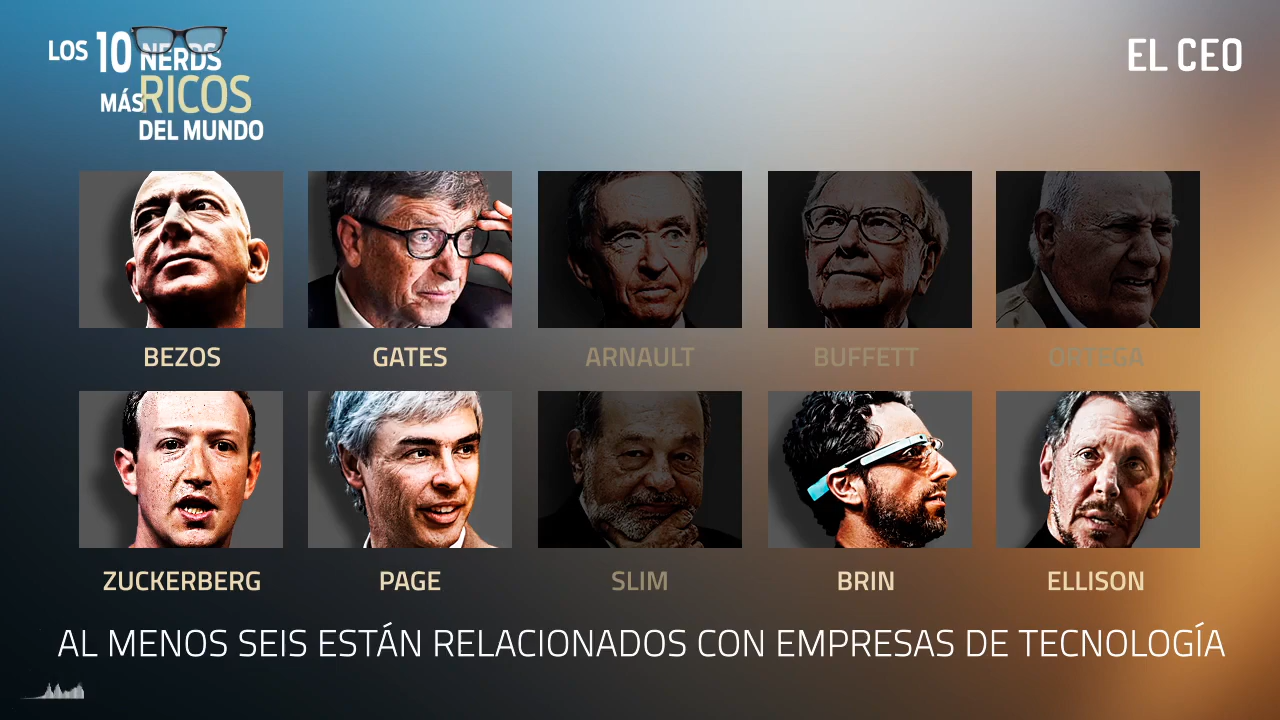 LOS 10 NERDS
MÁS RICOS
DEL MUNDO
EL CEO
BEZOS
GATES
ARNAULT
BUFFETT
ORTEGA
ZUCKERBERG
PAGE
SLIM
BRIN
ELLISON
AL MENOS SEIS ESTÁN RELACIONADOS CON EMPRESAS DE TECNOLOGÍA